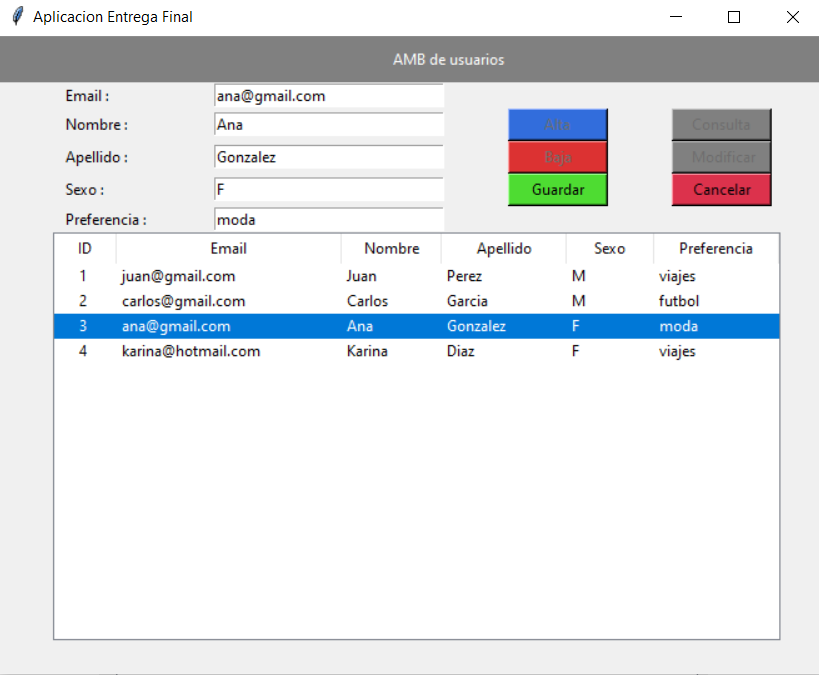 Aplicacion Entrega Final
AMB de usuarios
Email : ana@gmail.com
Nombre : Ana Alta Consulta
Apellido : Gonzalez Baja Modificar
Sexo : F Guardar Cancelar
Preferencia : moda
ID Email Nombre Apellido Sexo Preferencia
1 juan@gmail.com Juan Perez M viajes
2 carlos@gmail.com Carlos Garcia M futbol
3 ana@gmail.com Ana Gonzalez F moda
4 karina@hotmail.com Karina Diaz F viajes